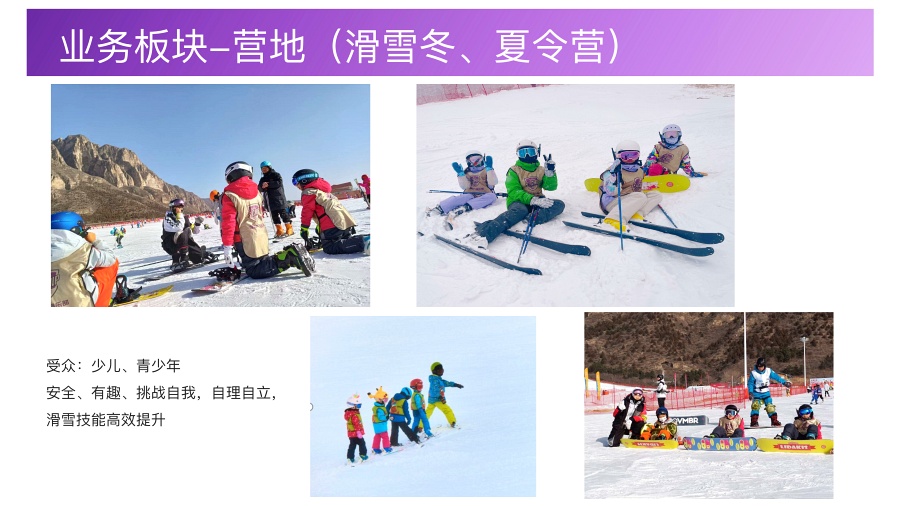 业务板块–营地（滑雪冬、夏令营）
受众：少儿、青少年
安全、有趣、挑战自我，自理自立，
滑雪技能高效提升